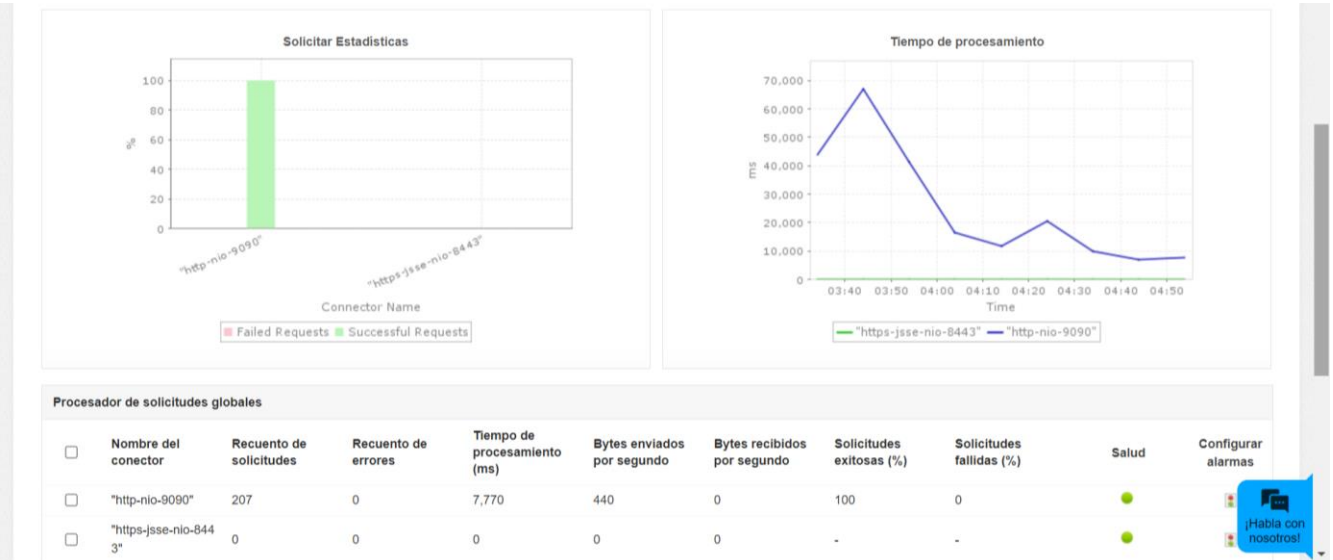 Solicitar Estadísticas
100
80
60
40
20
0
%
"http-nio-9090"
"https-jsse-nio-8443"
Connector Name
Failed Requests
Successful Requests
Tiempo de procesamiento
70,000
60,000
50,000
40,000
30,000
20,000
10,000
0
ms
03:40 03:50 04:00 04:10 04:20 04:30 04:40 04:50
Time
"https-jsse-nio-8443" "http-nio-9090"
Procesador de solicitudes globales
Nombre del conector
Recuento de solicitudes
Recuento de errores
Tiempo de procesamiento (ms)
Bytes enviados por segundo
Bytes recibidos por segundo
Solicitudes exitosas (%)
Solicitudes fallidas (%)
Salud
Configurar alarmas
"http-nio-9090" 207 0 7,770 440 0 100 0
"https-jsse-nio-8443" 0 0 0 0 0 - -
¡Habla con
nosotros!